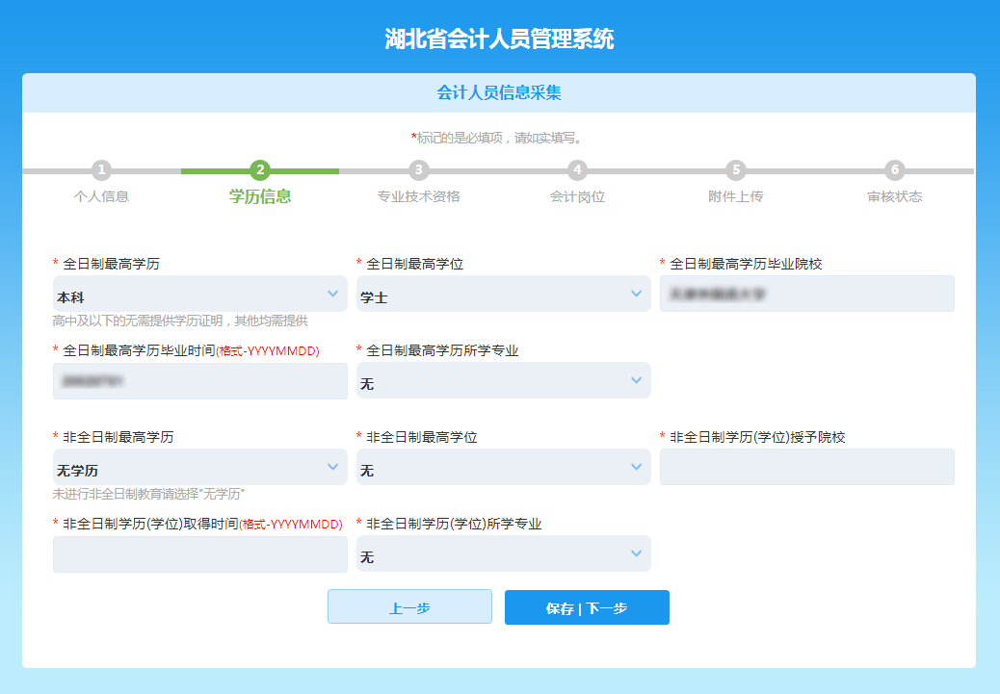 湖北省会计人员管理系统
会计人员信息采集
*标记的是必填项，请如实填写。
1 2 3 4 5 6
个人信息 学历信息 专业技术资格 会计岗位 附件上传 审核状态
* 全日制最高学历 * 全日制最高学位 * 全日制最高学历毕业院校
本科 学士
高中及以下的无需提供学历证明，其他均需提供
* 全日制最高学历毕业时间(格式-YYYYMMDD) * 全日制最高学历所学专业
无
* 非全日制最高学历 * 非全日制最高学位 * 非全日制学历(学位)授予院校
无学历 无
未进行非全日制教育请选择"无学历"
* 非全日制学历(学位)取得时间(格式-YYYYMMDD) * 非全日制学历(学位)所学专业
无
上一步 保存 | 下一步